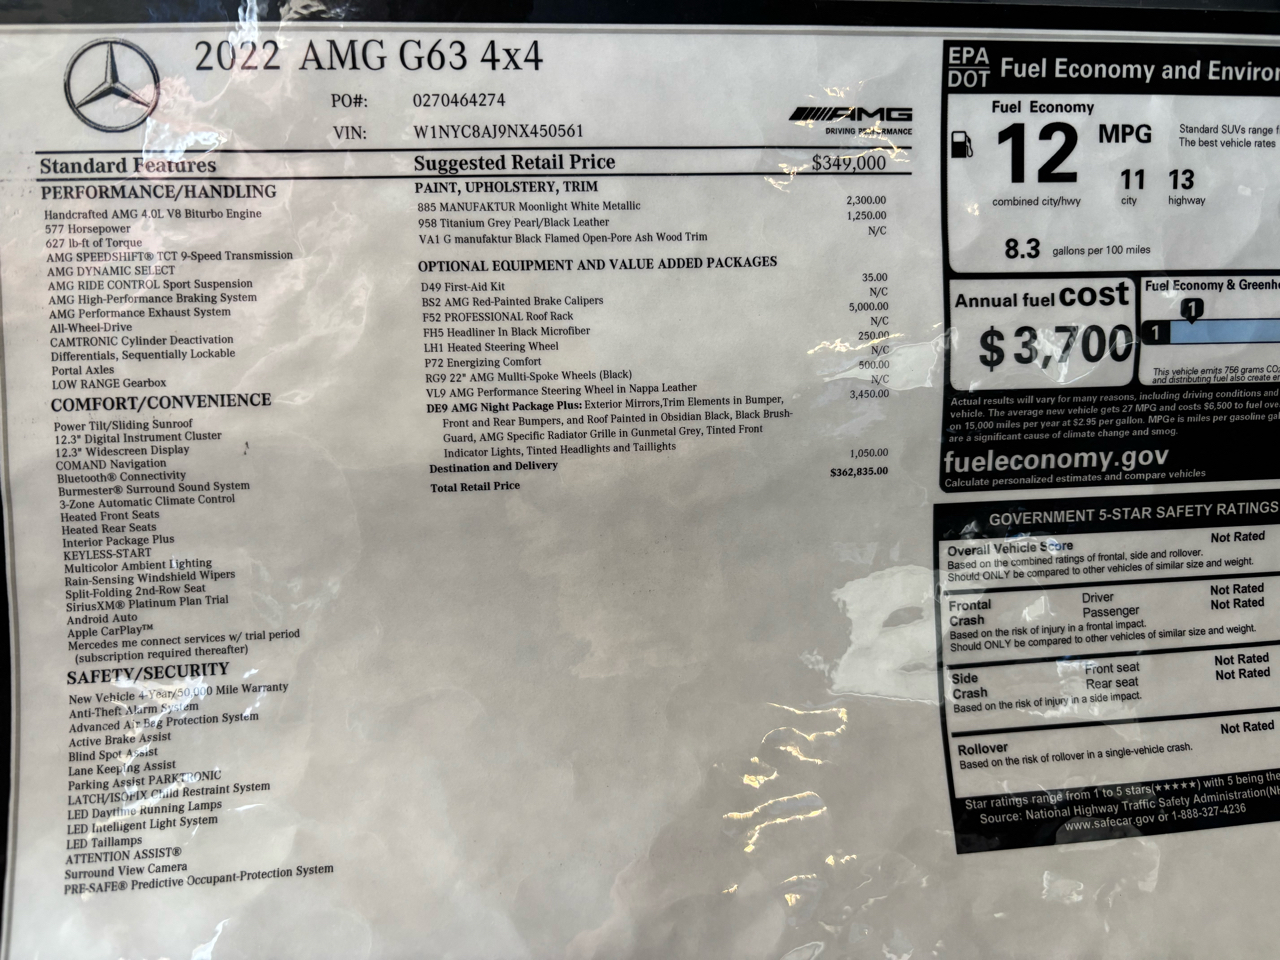 2022 AMG G63 4x4
PO#: 0270464274
VIN: W1NYC8AJ9NX450561
AMG
DRIVING PERFORMANCE
Standard Features
Suggested Retail Price $349,000
PERFORMANCE/HANDLING
Handcrafted AMG 4.0L V8 Biturbo Engine
577 Horsepower
627 lb-ft of Torque
AMG SPEEDSHIFT® TCT 9-Speed Transmission
AMG DYNAMIC SELECT
AMG RIDE CONTROL Sport Suspension
AMG High-Performance Braking System
AMG Performance Exhaust System
All-Wheel-Drive
CAMTRONIC Cylinder Deactivation
Differentials, Sequentially Lockable
Portal Axles
LOW RANGE Gearbox
COMFORT/CONVENIENCE
Power Tilt/Sliding Sunroof
12.3" Digital Instrument Cluster
12.3" Widescreen Display
COMAND Navigation
Bluetooth® Connectivity
Burmester® Surround Sound System
3-Zone Automatic Climate Control
Heated Front Seats
Heated Rear Seats
Interior Package Plus
KEYLESS-START
Multicolor Ambient Lighting
Rain-Sensing Windshield Wipers
Split-Folding 2nd-Row Seat
SiriusXM® Platinum Plan Trial
Android Auto
Apple CarPlay™
Mercedes me connect services w/ trial period
(subscription required thereafter)
SAFETY/SECURITY
New Vehicle 4-Year/50,000 Mile Warranty
Anti-Theft Alarm System
Advanced Air Bag Protection System
Active Brake Assist
Blind Spot Assist
Lane Keeping Assist
Parking Assist PARKTRONIC
LATCH/ISOFIX Child Restraint System
LED Daytime Running Lamps
LED Intelligent Light System
LED Taillamps
ATTENTION ASSIST®
Surround View Camera
PRE-SAFE® Predictive Occupant-Protection System
PAINT, UPHOLSTERY, TRIM
885 MANUFAKTUR Moonlight White Metallic 2,300.00
958 Titanium Grey Pearl/Black Leather 1,250.00
VA1 G manufaktur Black Flamed Open-Pore Ash Wood Trim N/C
OPTIONAL EQUIPMENT AND VALUE ADDED PACKAGES
D49 First-Aid Kit 35.00
BS2 AMG Red-Painted Brake Calipers N/C
F52 PROFESSIONAL Roof Rack 5,000.00
FH5 Headliner In Black Microfiber N/C
LH1 Heated Steering Wheel 250.00
P72 Energizing Comfort N/C
RG9 22" AMG Mullti-Spoke Wheels (Black) 500.00
VL9 AMG Performance Steering Wheel in Nappa Leather N/C
DE9 AMG Night Package Plus: Exterior Mirrors,Trim Elements in Bumper, 3,450.00
Front and Rear Bumpers, and Roof Painted in Obsidian Black, Black Brush-
Guard, AMG Specific Radiator Grille in Gunmetal Grey, Tinted Front
Indicator Lights, Tinted Headlights and Taillights
Destination and Delivery 1,050.00
Total Retail Price $362,835.00
EPA
DOT
Fuel Economy and Environ
Fuel Economy
12 MPG
combined city/hwy
11 city
13 highway
Standard SUVs range f
The best vehicle rates
8.3 gallons per 100 miles
Annual fuel cost
$3,700
Fuel Economy & Greenho
1
1
This vehicle emits 756 grams CO
and distributing fuel also create e
Actual results will vary for many reasons, including driving conditions and
vehicle. The average new vehicle gets 27 MPG and costs $6,500 to fuel over
on 15,000 miles per year at $2.95 per gallon. MPGe is miles per gasoline gal
are a significant cause of climate change and smog.
fueleconomy.gov
Calculate personalized estimates and compare vehicles
GOVERNMENT 5-STAR SAFETY RATINGS
Overall Vehicle Score Not Rated
Based on the combined ratings of frontal, side and rollover.
Should ONLY be compared to other vehicles of similar size and weight.
Frontal Driver Not Rated
Crash Passenger Not Rated
Based on the risk of injury in a frontal impact.
Should ONLY be compared to other vehicles of similar size and weight.
Side Front seat Not Rated
Crash Rear seat Not Rated
Based on the risk of injury in a side impact.
Rollover Not Rated
Based on the risk of rollover in a single-vehicle crash.
Star ratings range from 1 to 5 stars(★★★★★) with 5 being the
Source: National Highway Traffic Safety Administration(NH
www.safecar.gov or 1-888-327-4236